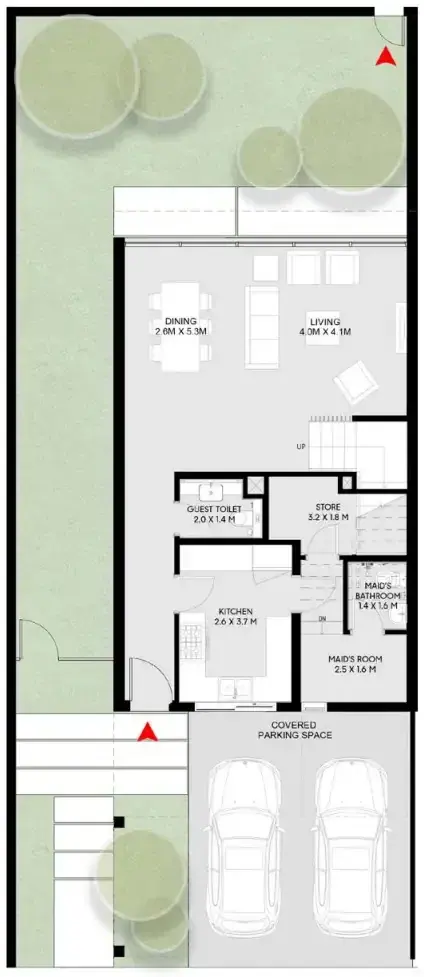 DINING
2.6M X 5.3M
LIVING
4.0M X 4.1M
UP
GUEST TOILET
2.0 X 1.4 M
STORE
3.2 X 1.8 M
MAID'S
BATHROOM
1.4 X 1.6 M
KITCHEN
2.6 X 3.7 M
DN
MAID'S ROOM
2.5 X 1.6 M
COVERED
PARKING SPACE